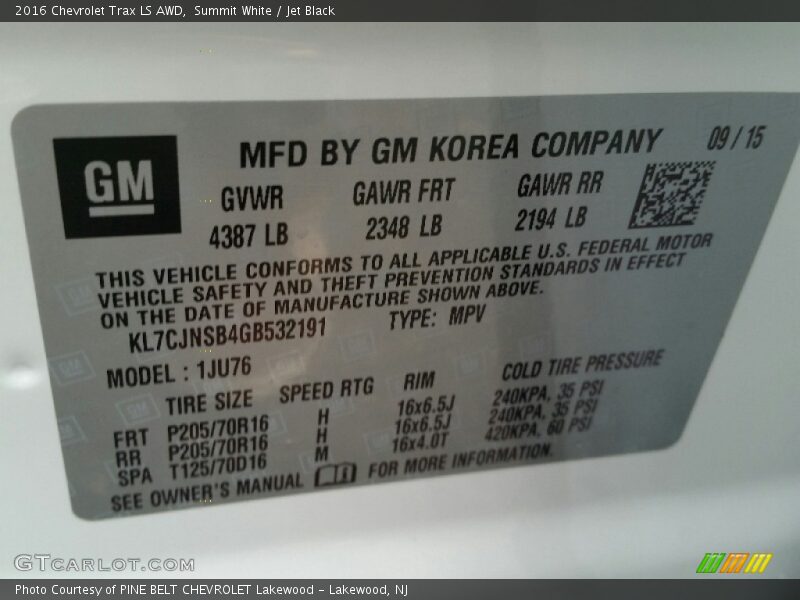 2016 Chevrolet Trax LS AWD,  Summit White / Jet Black
MFD BY GM KOREA COMPANY 09/15
GM
GVWR GAWR FRT GAWR RR
4387 LB 2348 LB 2194 LB
THIS VEHICLE CONFORMS TO ALL APPLICABLE U.S. FEDERAL MOTOR
VEHICLE SAFETY AND THEFT PREVENTION STANDARDS IN EFFECT
ON THE DATE OF MANUFACTURE SHOWN ABOVE.
KL7CJNSB4GB532191 TYPE: MPV
MODEL : 1JU76
TIRE SIZE SPEED RTG RIM COLD TIRE PRESSURE
FRT P205/70R16 H 16x6.5J 240KPA, 35 PSI
RR P205/70R16 H 16x6.5J 240KPA, 35 PSI
SPA T125/70D16 M 16x4.0T 420KPA, 60 PSI
SEE OWNER'S MANUAL FOR MORE INFORMATION.
GTCARLOT.COM
Photo Courtesy of PINE BELT CHEVROLET Lakewood - Lakewood, NJ